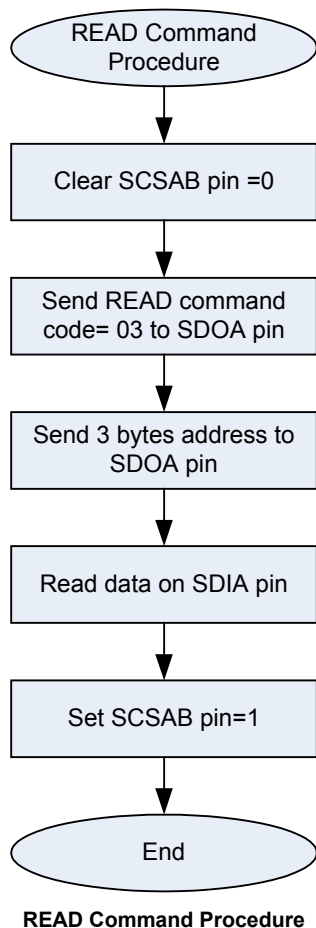 READ Command
Procedure
Clear SCSAB pin =0
Send READ command
code= 03 to SDOA pin
Send 3 bytes address to
SDOA pin
Read data on SDIA pin
Set SCSAB pin=1
End
READ Command Procedure